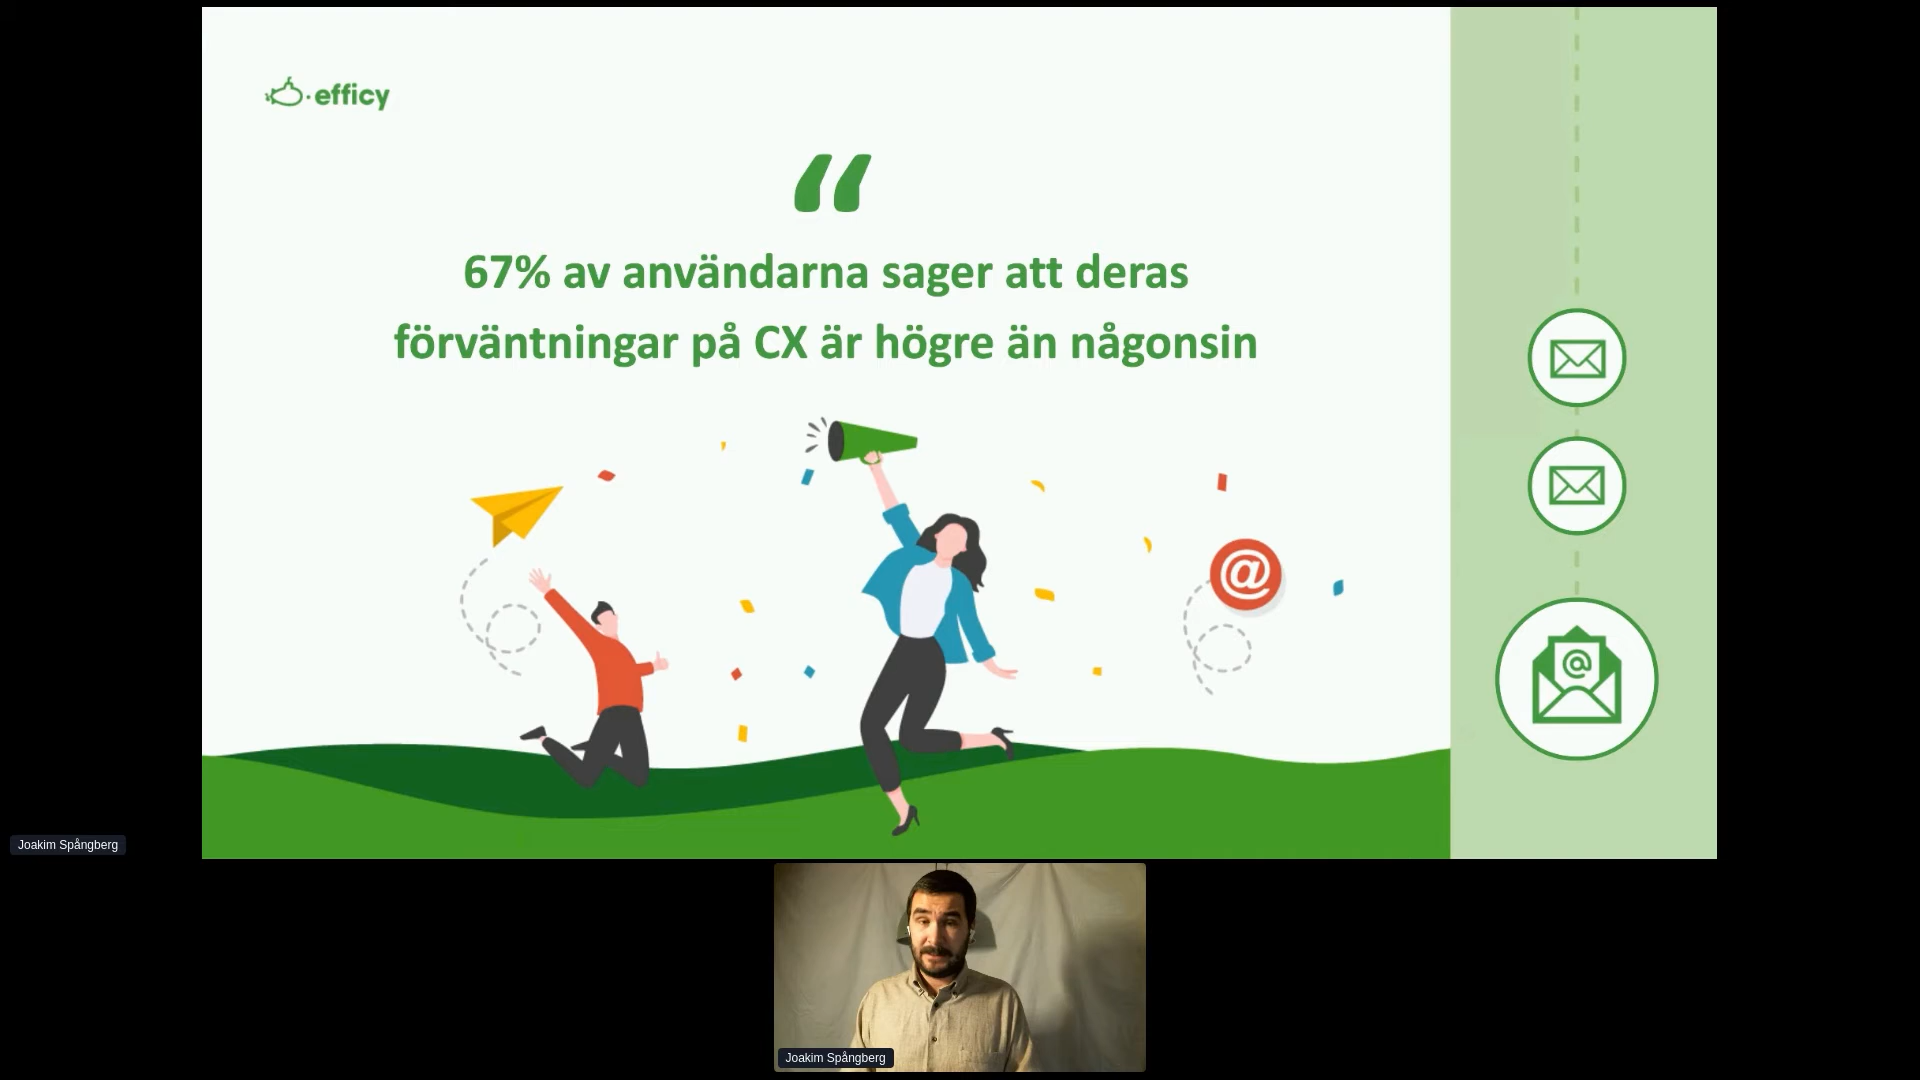 efficy
“
67% av användarna sager att deras
förväntningar på CX är högre än någonsin
@
@
Joakim Spångberg
Joakim Spångberg